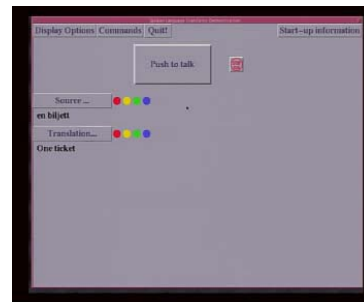 Display Options Commands Quit! Start-up information
Push to talk
Source ...
en biljett
Translation...
One ticket